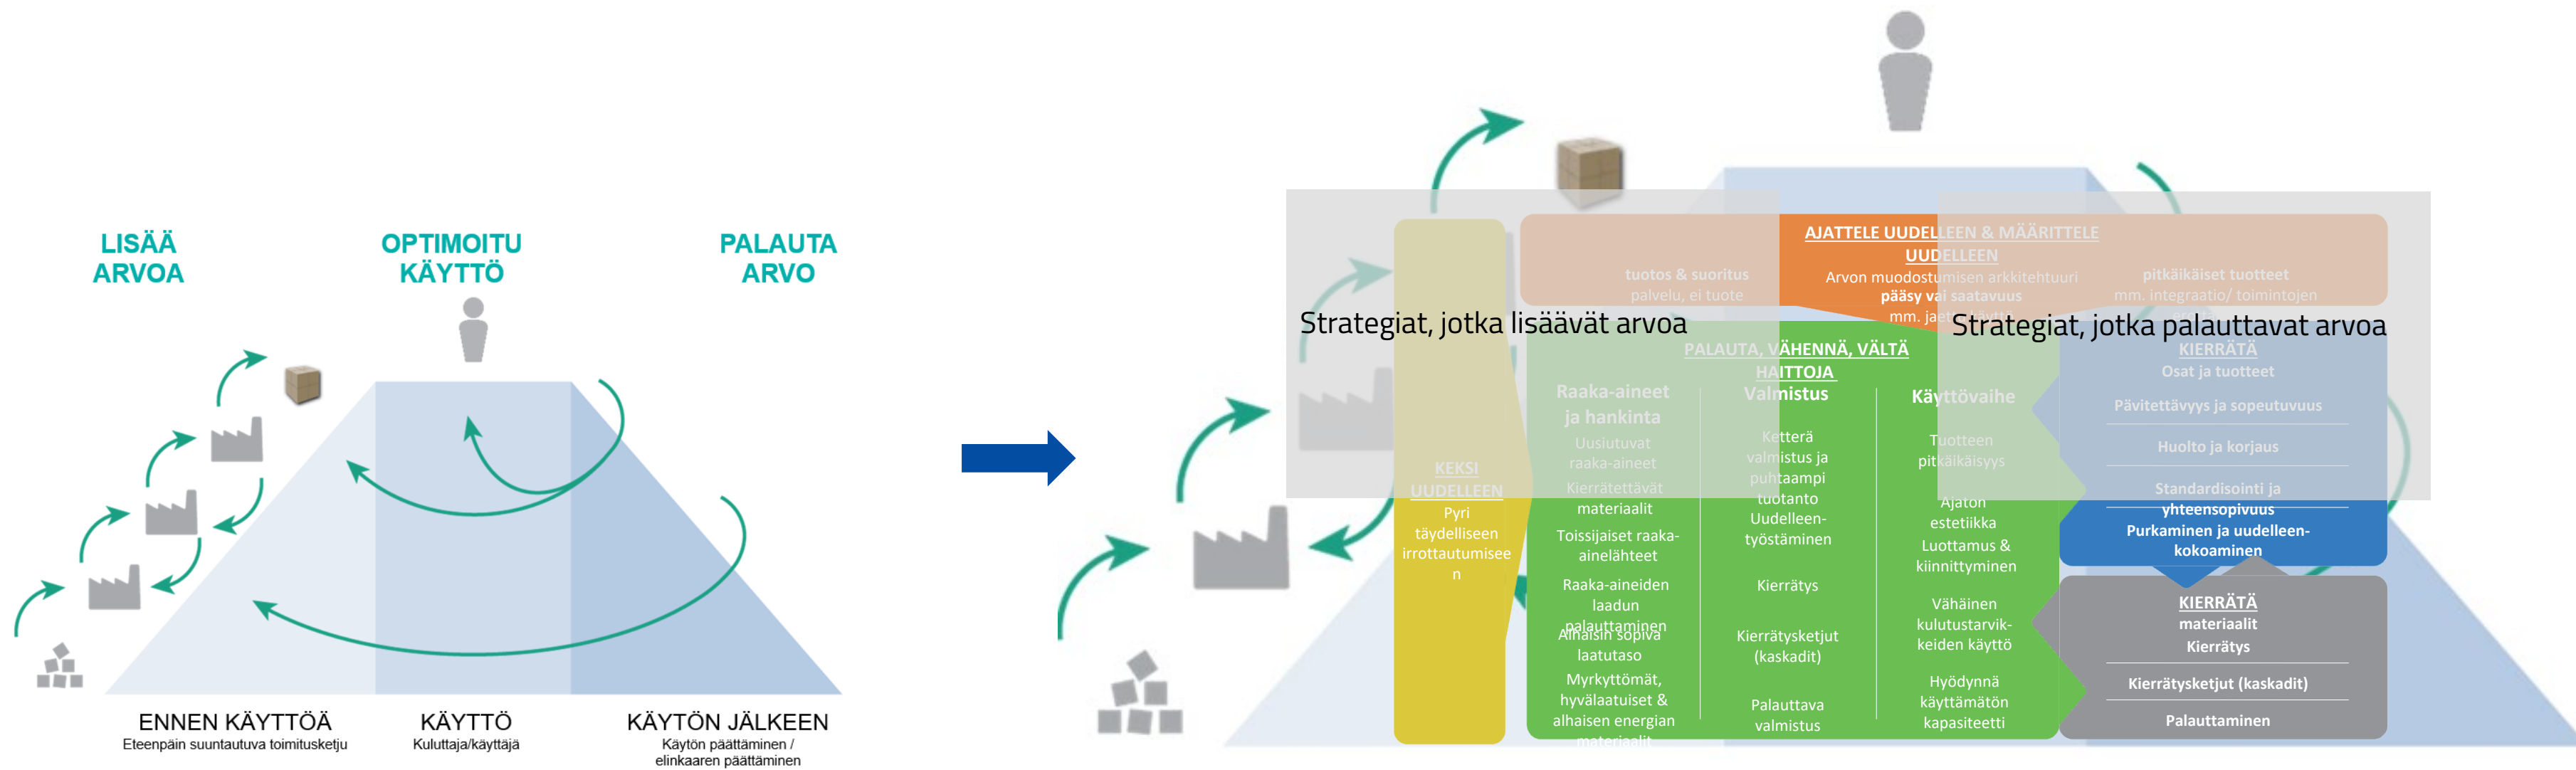 LISÄÄ
ARVOA
OPTIMOITU
KÄYTTÖ
PALAUTA
ARVO
ENNEN KÄYTTÖÄ
Eteenpäin suuntautuva toimitusketju
KÄYTTÖ
Kuluttaja/käyttäjä
KÄYTÖN JÄLKEEN
Käytön päättäminen /
elinkaaren päättäminen
AJATTELE UUDELLEEN & MÄÄRITTELE
UUDELLEEN
tuotos & suoritus
palvelu, ei tuote
Arvon muodostumisen arkkitehtuuri
pääsy vai saatavuus
mm. jaettu käyttö
pitkäikäiset tuotteet
mm. integraatio/ toimintojen
Strategiat, jotka lisäävät arvoa
Strategiat, jotka palauttavat arvoa
KEKSI
UUDELLEEN
Pyri
täydelliseen
irrottautumisee
n
PALAUTA, VÄHENNÄ, VÄLTÄ
HAITTOJA
Raaka-aineet
ja hankinta
Uusiutuvat
raaka-aineet
Kierrätettävät
materiaalit
Toissijaiset raaka-
ainelähteet
Raaka-aineiden
laadun
palauttaminen
Alhaisin sopiva
laatutaso
Myrkyttömät,
hyvälaatuiset &
alhaisen energian
materiaalit
Valmistus
Ketterä
valmistus ja
puhtaampi
tuotanto
Uudelleen-
työstäminen
Kierrätys
Kierrätysketjut
(kaskadit)
Palauttava
valmistus
Käyttövaihe
Tuotteen
pitkäikäisyys
Ajaton
estetiikka
Luottamus &
kiinnittyminen
Vähäinen
kulutustarvik-
keiden käyttö
Hyödynnä
käyttämätön
kapasiteetti
KIERRÄTÄ
Osat ja tuotteet
Pävitettävyys ja sopeutuvuus
Huolto ja korjaus
Standardisointi ja
yhteensopivuus
Purkaminen ja uudelleen-
kokoaminen
KIERRÄTÄ
materiaalit
Kierrätys
Kierrätysketjut (kaskadit)
Palauttaminen